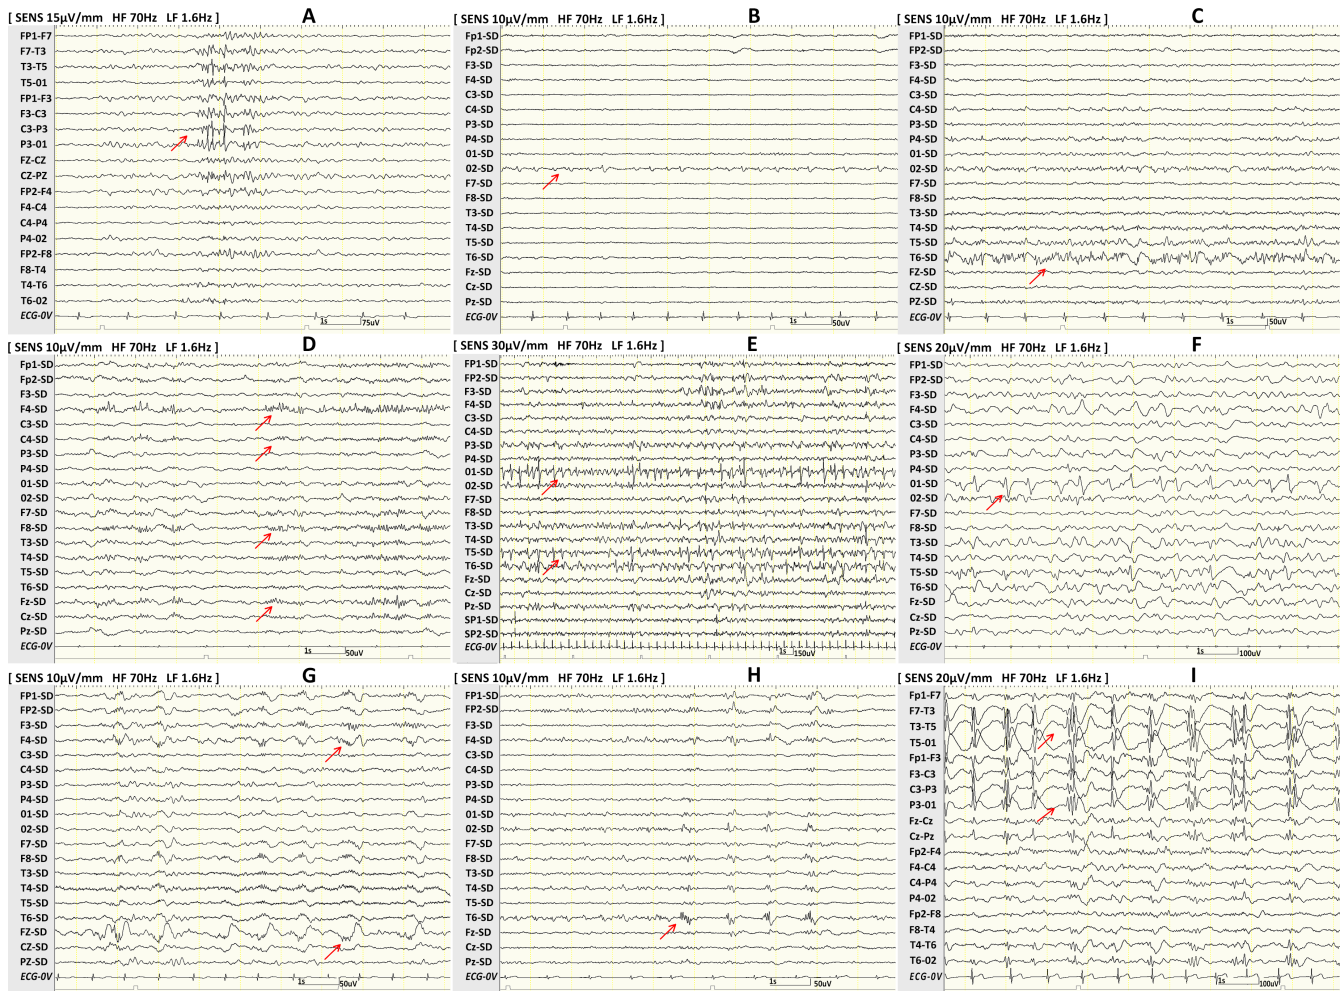 [ SENS 15µV/mm HF 70Hz LF 1.6Hz ] A
FP1-F7
F7-T3
T3-T5
T5-01
FP1-F3
F3-C3
C3-P3
P3-01
FZ-CZ
CZ-PZ
FP2-F4
F4-C4
C4-P4
P4-02
FP2-F8
F8-T4
T4-T6
T6-02
ECG-0V
1s 75uV
[ SENS 10µV/mm HF 70Hz LF 1.6Hz ] B
Fp1-SD
Fp2-SD
F3-SD
F4-SD
C3-SD
C4-SD
P3-SD
P4-SD
01-SD
02-SD
F7-SD
F8-SD
T3-SD
T4-SD
T5-SD
T6-SD
Fz-SD
Cz-SD
Pz-SD
ECG-0V
1s 50uV
[ SENS 10µV/mm HF 70Hz LF 1.6Hz ] C
FP1-SD
FP2-SD
F3-SD
F4-SD
C3-SD
C4-SD
P3-SD
P4-SD
01-SD
02-SD
F7-SD
F8-SD
T3-SD
T4-SD
T5-SD
T6-SD
FZ-SD
CZ-SD
PZ-SD
ECG-0V
1s 50uV
[ SENS 10µV/mm HF 70Hz LF 1.6Hz ] D
Fp1-SD
Fp2-SD
F3-SD
F4-SD
C3-SD
C4-SD
P3-SD
P4-SD
01-SD
02-SD
F7-SD
F8-SD
T3-SD
T4-SD
T5-SD
T6-SD
Fz-SD
Cz-SD
Pz-SD
ECG-0V
1s 50uV
[ SENS 30µV/mm HF 70Hz LF 1.6Hz ] E
FP1-SD
FP2-SD
F3-SD
F4-SD
C3-SD
C4-SD
P3-SD
P4-SD
01-SD
02-SD
F7-SD
F8-SD
T3-SD
T4-SD
T5-SD
T6-SD
Fz-SD
Cz-SD
Pz-SD
SP1-SD
SP2-SD
ECG-0V
1s 150uV
[ SENS 20µV/mm HF 70Hz LF 1.6Hz ] F
FP1-SD
FP2-SD
F3-SD
F4-SD
C3-SD
C4-SD
P3-SD
P4-SD
01-SD
02-SD
F7-SD
F8-SD
T3-SD
T4-SD
T5-SD
T6-SD
Fz-SD
Cz-SD
Pz-SD
ECG-0V
1s 100uV
[ SENS 10µV/mm HF 70Hz LF 1.6Hz ] G
FP1-SD
FP2-SD
F3-SD
F4-SD
C3-SD
C4-SD
P3-SD
P4-SD
01-SD
02-SD
F7-SD
F8-SD
T3-SD
T4-SD
T5-SD
T6-SD
FZ-SD
CZ-SD
PZ-SD
ECG-0V
1s 50uV
[ SENS 10µV/mm HF 70Hz LF 1.6Hz ] H
FP1-SD
FP2-SD
F3-SD
F4-SD
C3-SD
C4-SD
P3-SD
P4-SD
01-SD
02-SD
F7-SD
F8-SD
T3-SD
T4-SD
T5-SD
T6-SD
Fz-SD
Cz-SD
Pz-SD
ECG-0V
1s 50uV
[ SENS 20µV/mm HF 70Hz LF 1.6Hz ] I
Fp1-F7
F7-T3
T3-T5
T5-01
Fp1-F3
F3-C3
C3-P3
P3-01
Fz-Cz
Cz-Pz
Fp2-F4
F4-C4
C4-P4
P4-02
Fp2-F8
F8-T4
T4-T6
T6-02
ECG-0V
1s 100uV